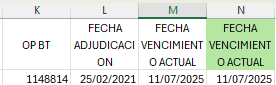 K L M N
FECHA FECHA FECHA
OP BT ADJUDICACI VENCIMIENT VENCIMIENT
ON O ACTUAL O ACTUAL
1148814 25/02/2021 11/07/2025 11/07/2025